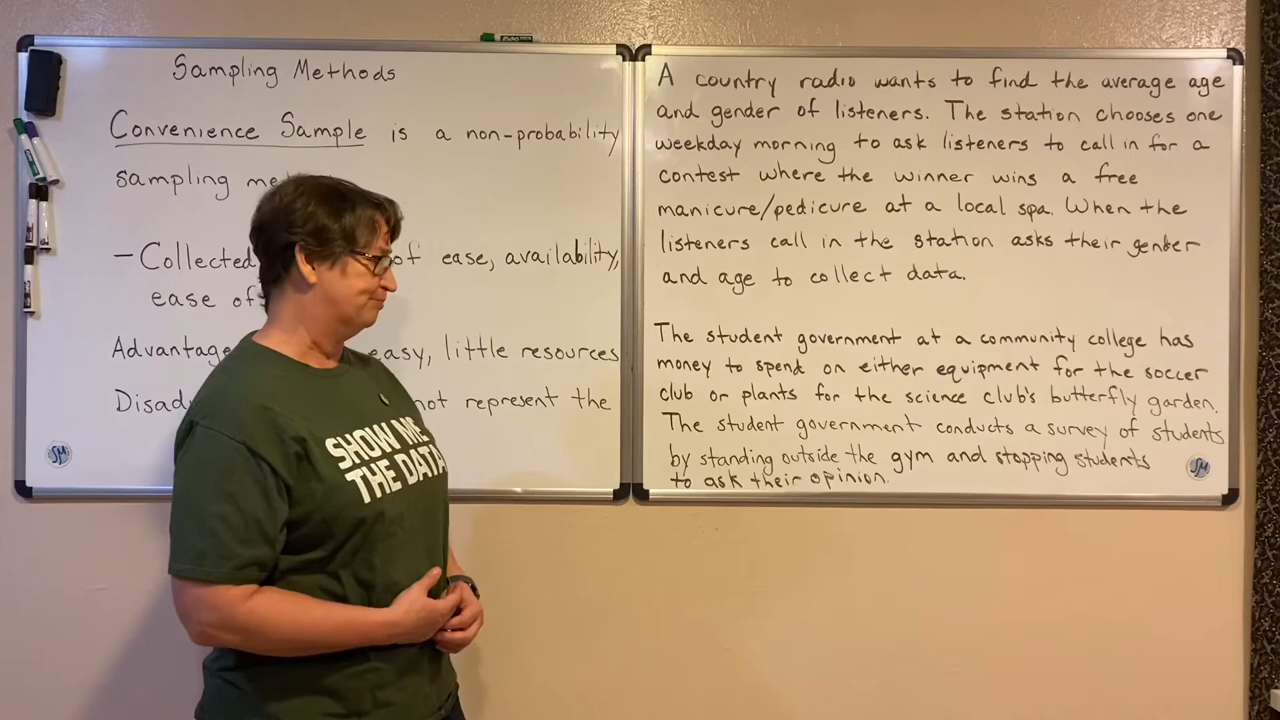 Sampling Methods
Convenience Sample is a non-probability
sampling
- Collected of ease, availability,
ease of
easy, little resources
not represent the
SM
SHOW ME
THE DATA
A country radio wants to find the average age
and gender of listeners. The station chooses one
weekday morning to ask listeners to call in for a
contest where the winner wins a free
manicure/pedicure at a local spa. When the
listeners call in the station asks their gender
and age to collect data.
The student government at a community college has
money to spend on either equipment for the soccer
club or plants for the science club's butterfly garden.
The student government conducts a survey of students
by standing outside the gym and stopping students
to ask their opinion.
SM